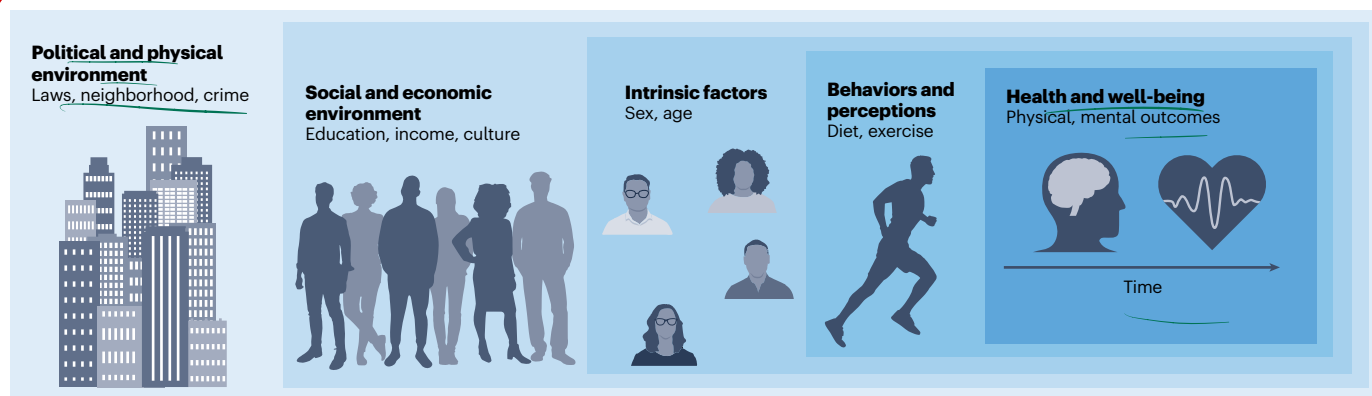 Political and physical
environment
Laws, neighborhood, crime
Social and economic
environment
Education, income, culture
Intrinsic factors
Sex, age
Behaviors and
perceptions
Diet, exercise
Health and well-being
Physical, mental outcomes
Time